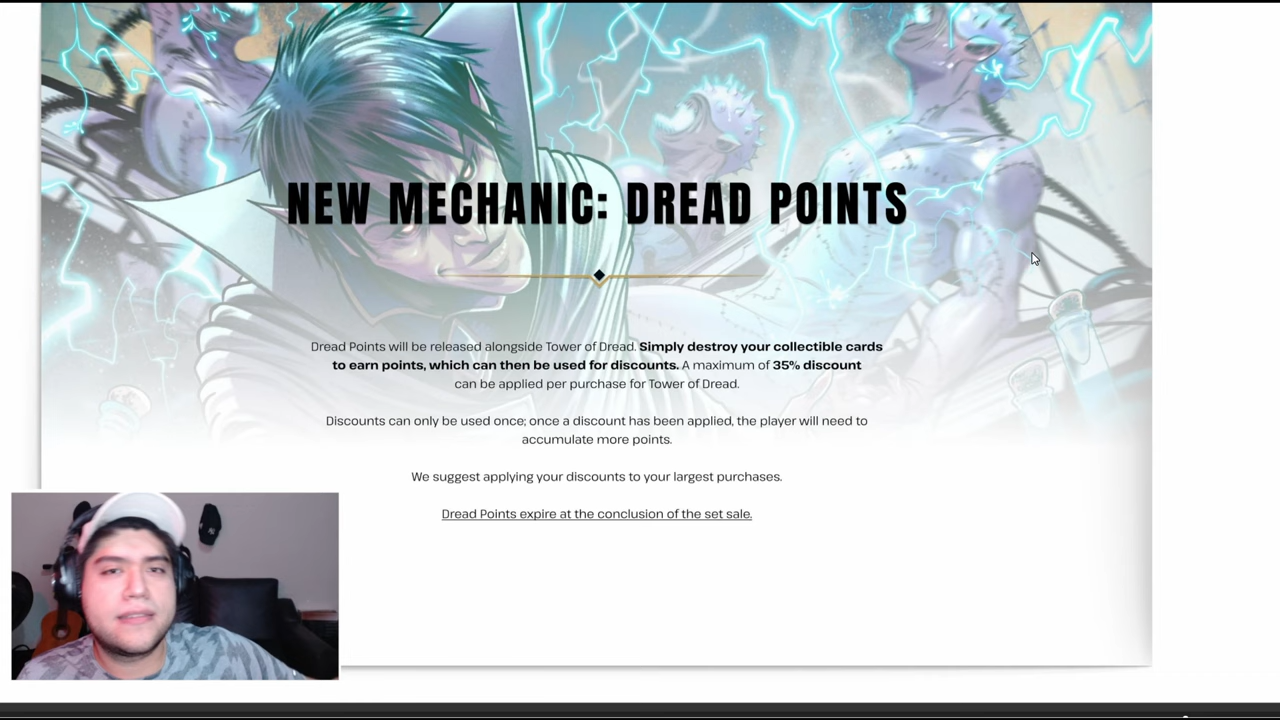 NEW MECHANIC: DREAD POINTS
Dread Points will be released alongside Tower of Dread. Simply destroy your collectible cards
to earn points, which can then be used for discounts. A maximum of 35% discount
can be applied per purchase for Tower of Dread.
Discounts can only be used once; once a discount has been applied, the player will need to
accumulate more points.
We suggest applying your discounts to your largest purchases.
Dread Points expire at the conclusion of the set sale.